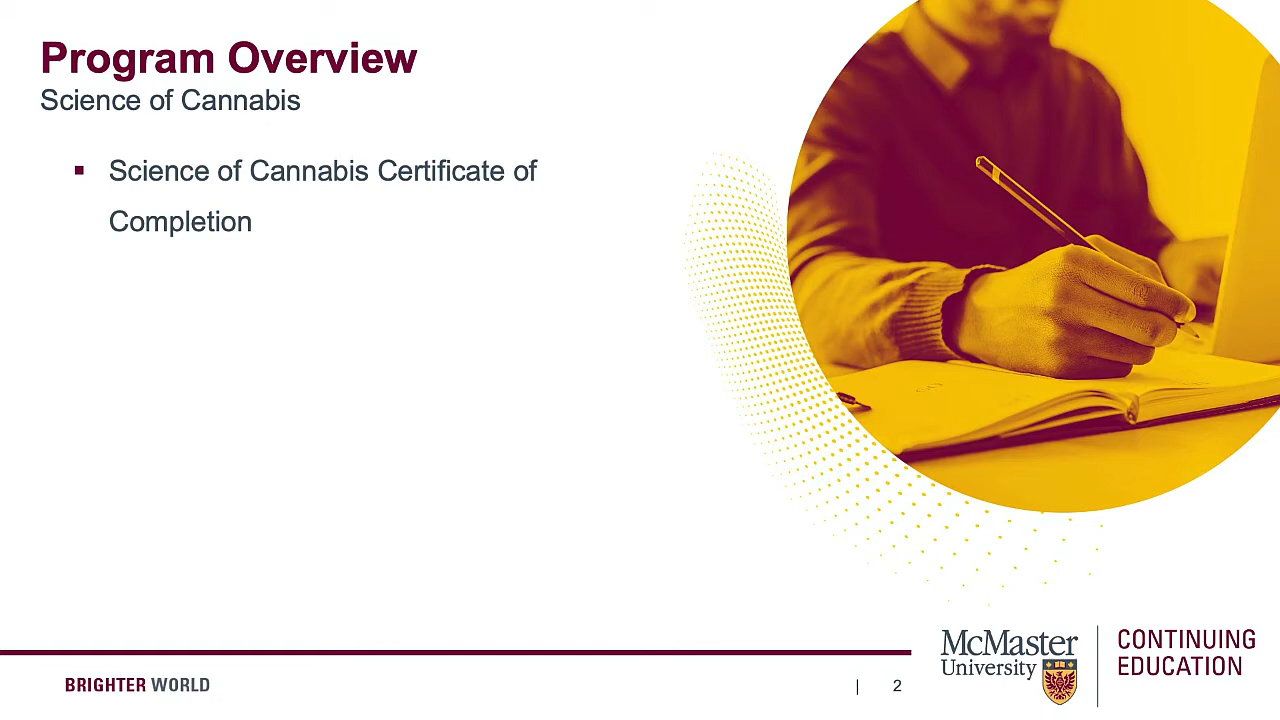 Program Overview
Science of Cannabis
Science of Cannabis Certificate of
Completion
BRIGHTER WORLD
| 2
McMaster
University
CONTINUING
EDUCATION